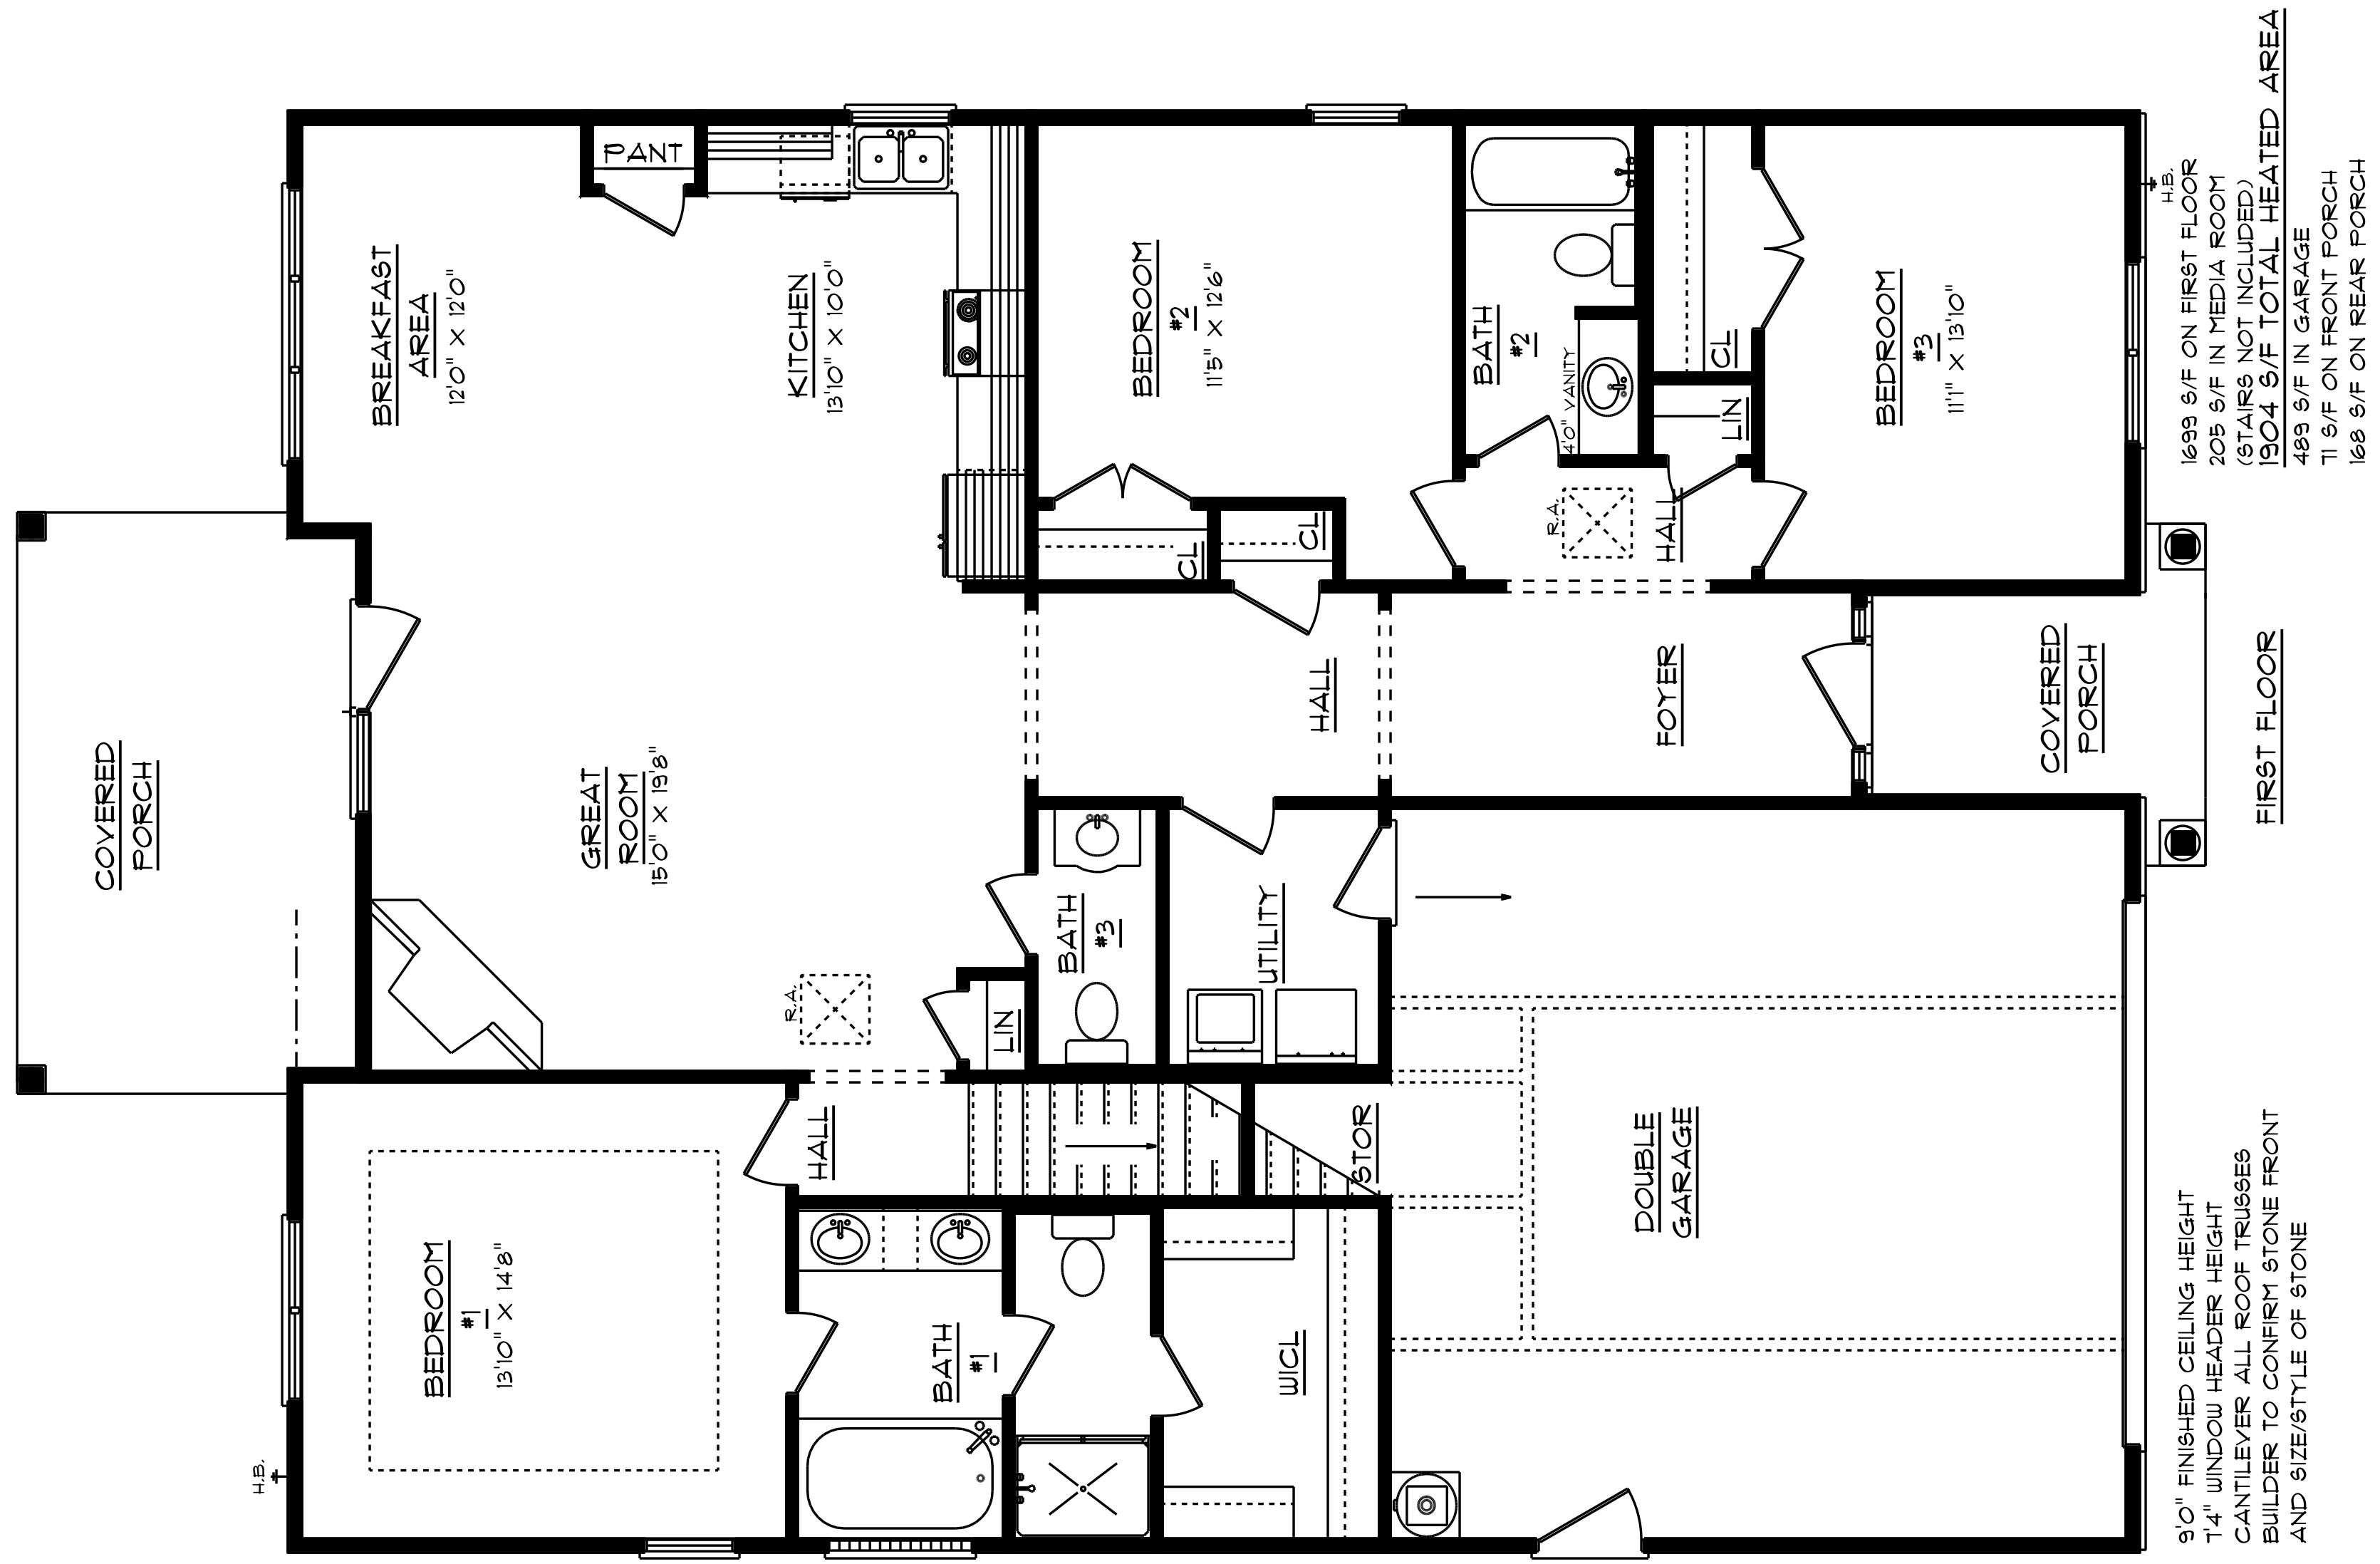 COVERED
PORCH
BREAKFAST
AREA
12'0" X 12'0"
PANT
KITCHEN
13'10" X 10'0"
GREAT
ROOM
15'0" X 19'8"
R.A.
LIN
BEDROOM
#1
13'10" X 14'8"
H.B.
HALL
BATH
#1
WICL
STOR
BATH
#3
UTILITY
HALL
CL
CL
BEDROOM
#2
11'5" X 12'6"
BATH
#2
4'0" VANITY
R.A.
HALL
LIN
CL
BEDROOM
#3
11'1" X 13'10"
H.B.
FOYER
COVERED
PORCH
DOUBLE
GARAGE
9'0" FINISHED CEILING HEIGHT
7'4" WINDOW HEADER HEIGHT
CANTILEVER ALL ROOF TRUSSES
BUILDER TO CONFIRM STONE FRONT
AND SIZE/STYLE OF STONE
FIRST FLOOR
1699 S/F ON FIRST FLOOR
205 S/F IN MEDIA ROOM
(STAIRS NOT INCLUDED)
1904 S/F TOTAL HEATED AREA
489 S/F IN GARAGE
71 S/F ON FRONT PORCH
168 S/F ON REAR PORCH